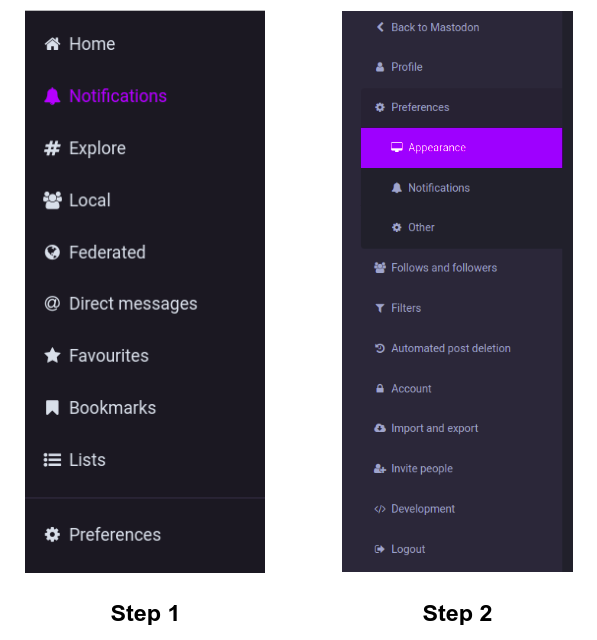 Home
Notifications
# Explore
Local
Federated
@ Direct messages
Favourites
Bookmarks
Lists
Preferences
Step 1
Back to Mastodon
Profile
Preferences
Appearance
Notifications
Other
Follows and followers
Filters
Automated post deletion
Account
Import and export
Invite people
</> Development
Logout
Step 2